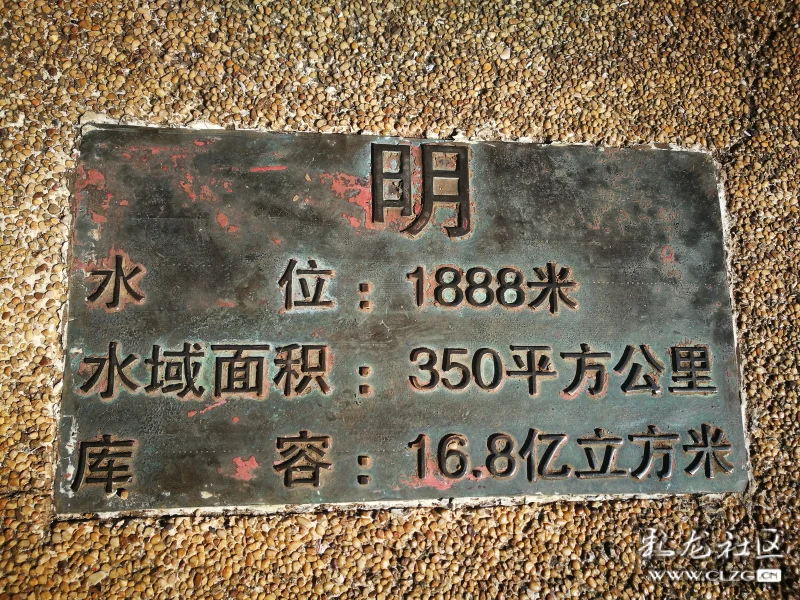 明
水位：1888米
水域面积：350平方公里
库容：16.8亿立方米
彩龙社区
WWW.CLZG.CN